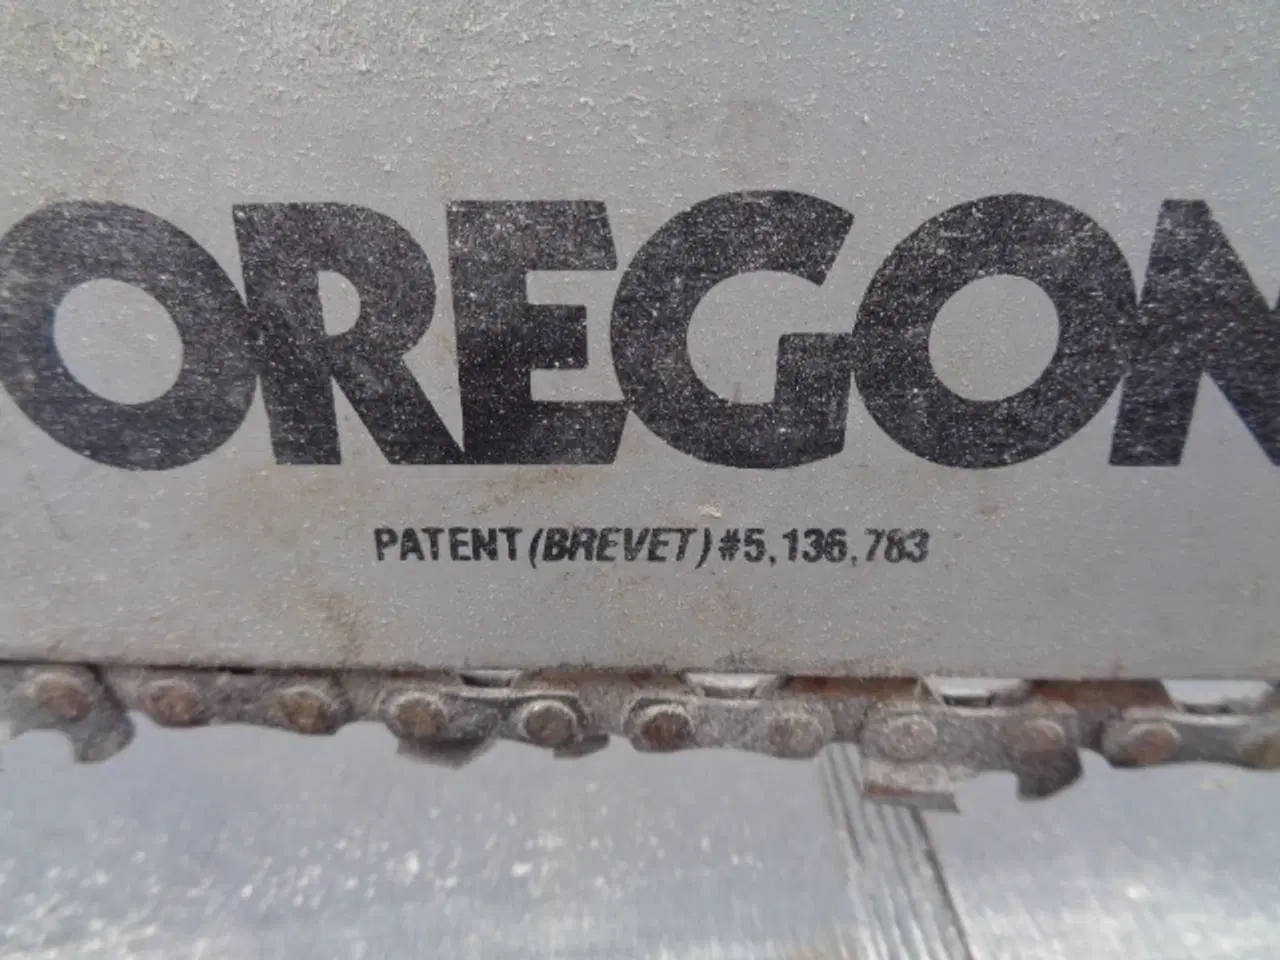 OREGON
PATENT (BREVET) #5,136,783